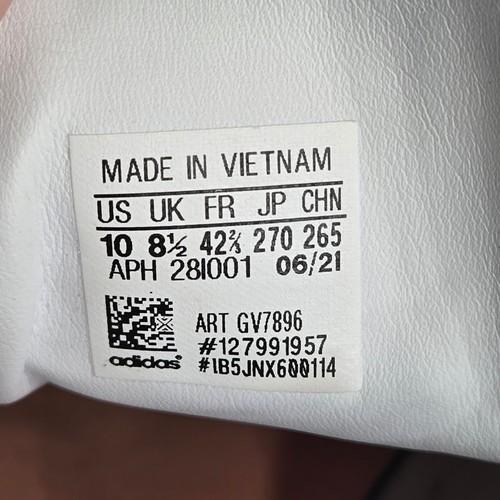 MADE IN VIETNAM
US UK FR JP CHN
10 8½ 42⅔ 270 265
APH 281001 06/21
ART GV7896
#127991957
adidas #IB5JNX600114